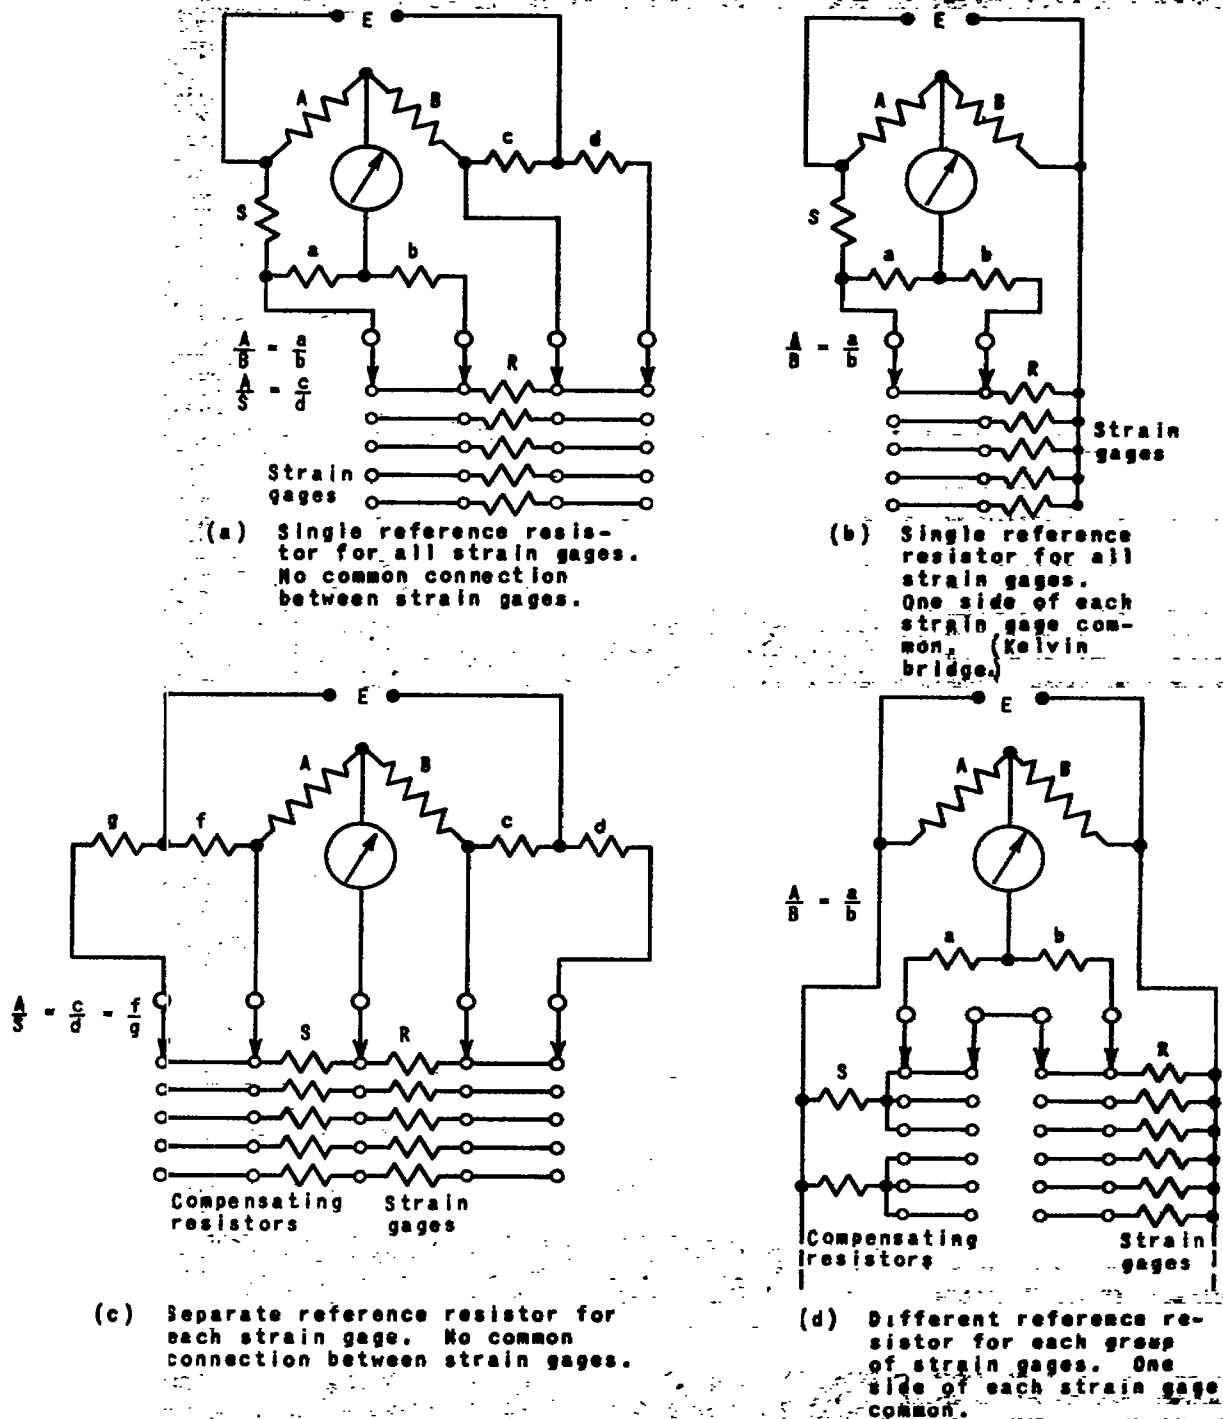 E
A
B
c
d
S
a
b
A/B = a/b
A/S = c/d
R
Strain
gages
(a) Single reference resis-
tor for all strain gages.
No common connection
between strain gages.
E
A
B
S
a
b
A/B = a/b
R
Strain
gages
(b) Single reference
resistor for all
strain gages.
One side of each
strain gage com-
mon. (Kelvin
bridge.)
E
A
B
g
f
c
d
A/S = c/d = f/g
S
R
Compensating
resistors
Strain
gages
(c) Separate reference resistor for
each strain gage. No common
connection between strain gages.
E
A
B
A/B = a/b
a
b
S
R
Compensating
resistors
Strain
gages
(d) Different reference re-
sistor for each group
of strain gages. One
side of each strain gage
common.